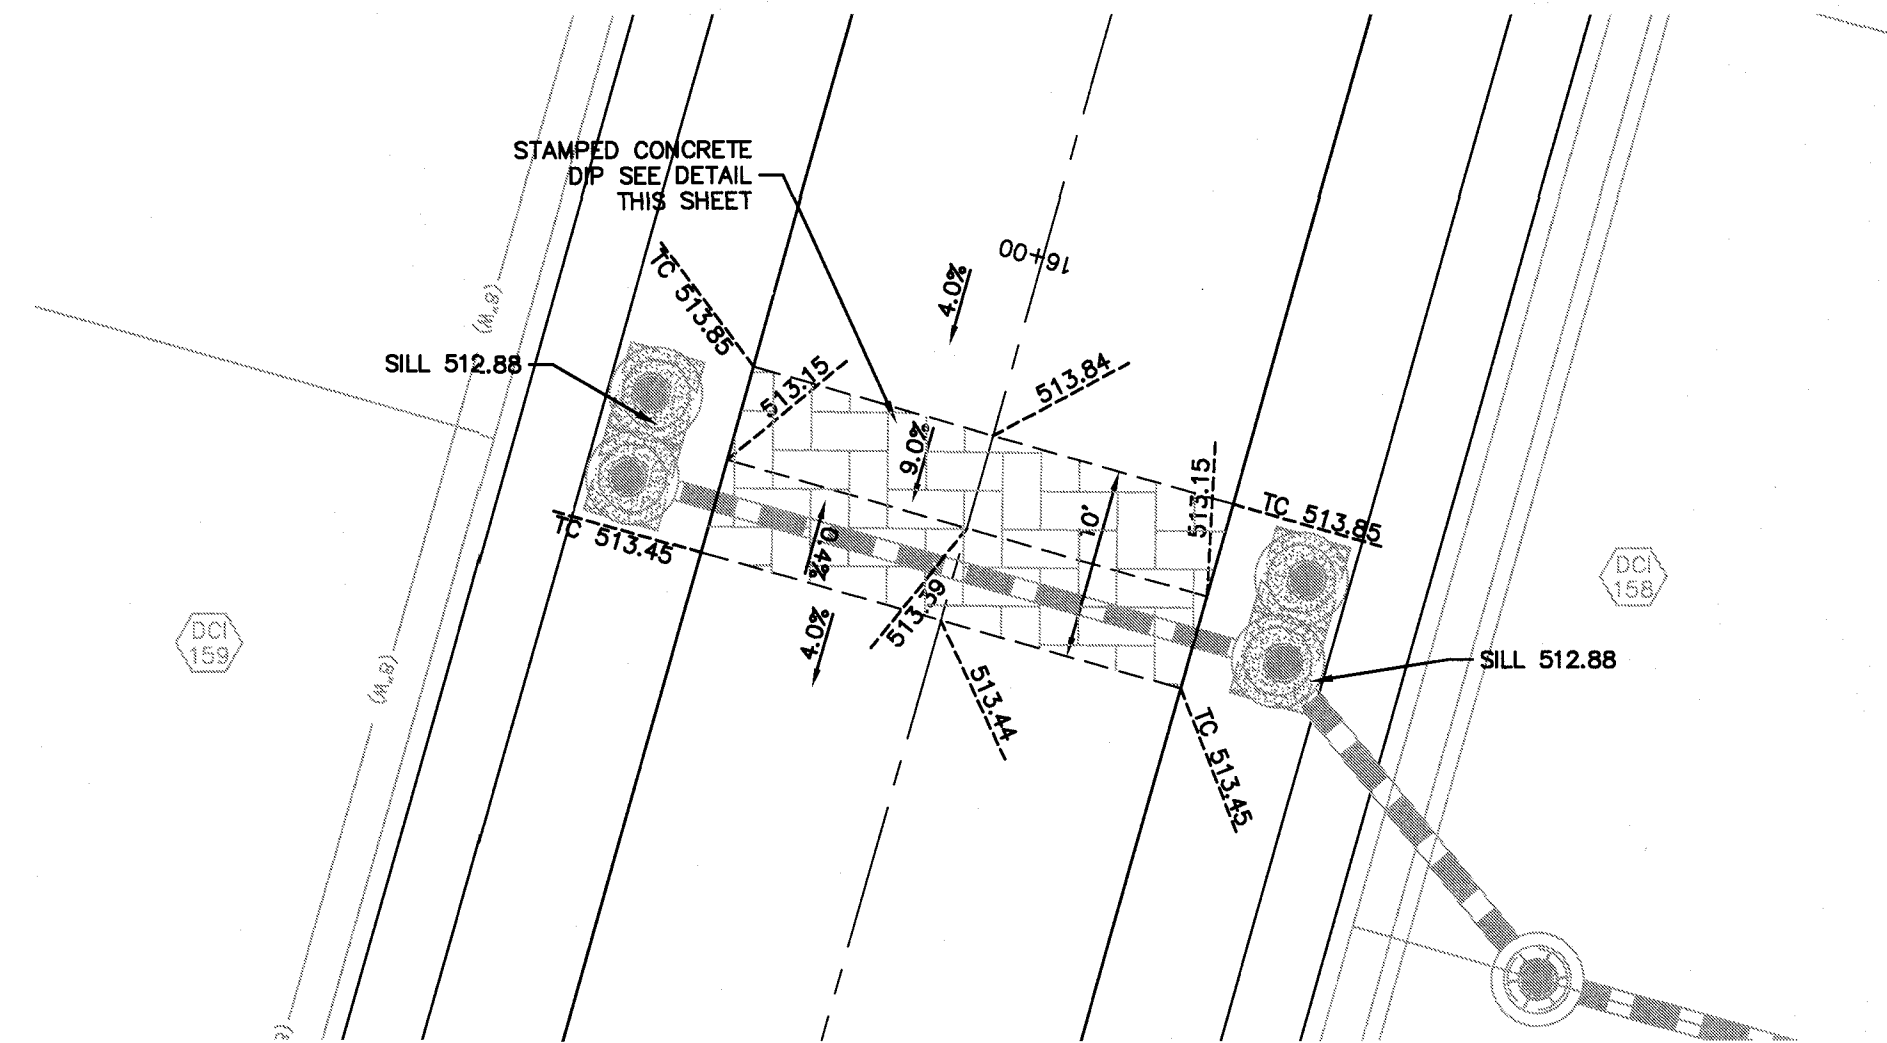 STAMPED CONCRETE
DIP SEE DETAIL
THIS SHEET
16+00
4.0%
TC 513.85
SILL 512.88
513.15
513.84
9.0%
513.15
TC 513.85
10'
TC 513.45
0.4%
513.39
4.0%
513.44
TC 513.45
SILL 512.88
DCI
158
DCI
159
(8"W)
(8"W)